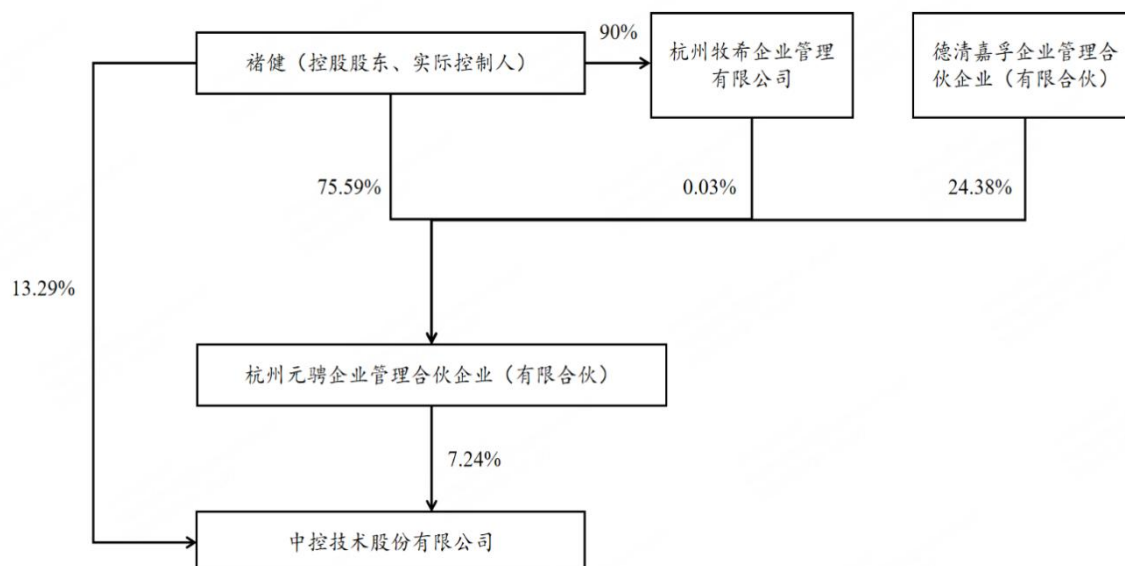 褚健（控股股东、实际控制人）
90%
杭州牧希企业管理
有限公司
德清嘉孚企业管理合
伙企业（有限合伙）
75.59%
0.03%
24.38%
13.29%
杭州元骋企业管理合伙企业（有限合伙）
7.24%
中控技术股份有限公司